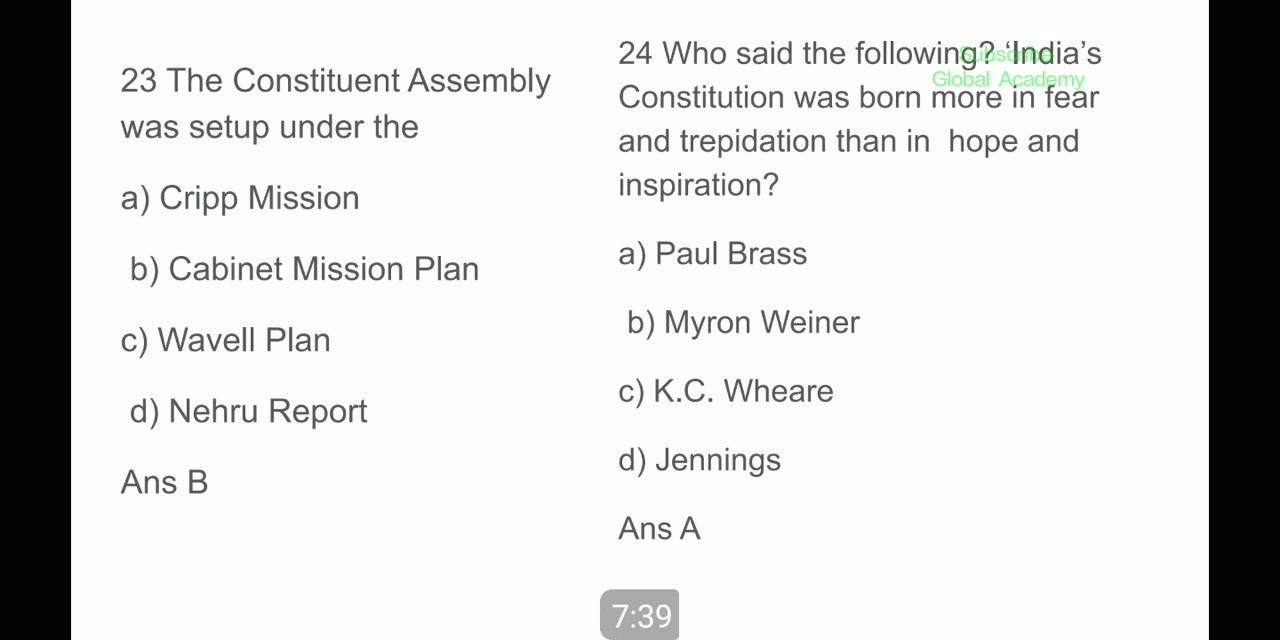 23 The Constituent Assembly
was setup under the
a) Cripp Mission
b) Cabinet Mission Plan
c) Wavell Plan
d) Nehru Report
Ans B
24 Who said the following? ‘India’s
Constitution was born more in fear
and trepidation than in hope and
inspiration?
a) Paul Brass
b) Myron Weiner
c) K.C. Wheare
d) Jennings
Ans A
Subscribe
Global Academy
7:39